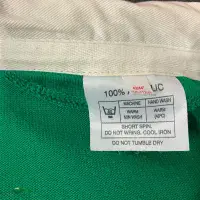 100% UC
MACHINE HAND WASH
WARM WARM
SHORT SPIN.
DO NOT WRING. COOL IRON
DO NOT TUMBLE DRY